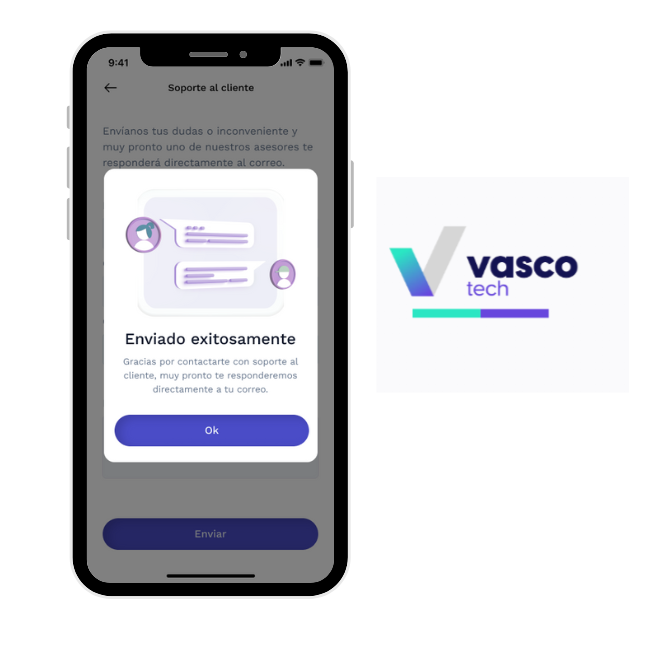 9:41
Soporte al cliente
Envíanos tus dudas o inconveniente y
muy pronto uno de nuestros asesores te
responderá directamente al correo.
Enviado exitosamente
Gracias por contactarte con soporte al
cliente, muy pronto te responderemos
directamente a tu correo.
Ok
Enviar
vasco
tech